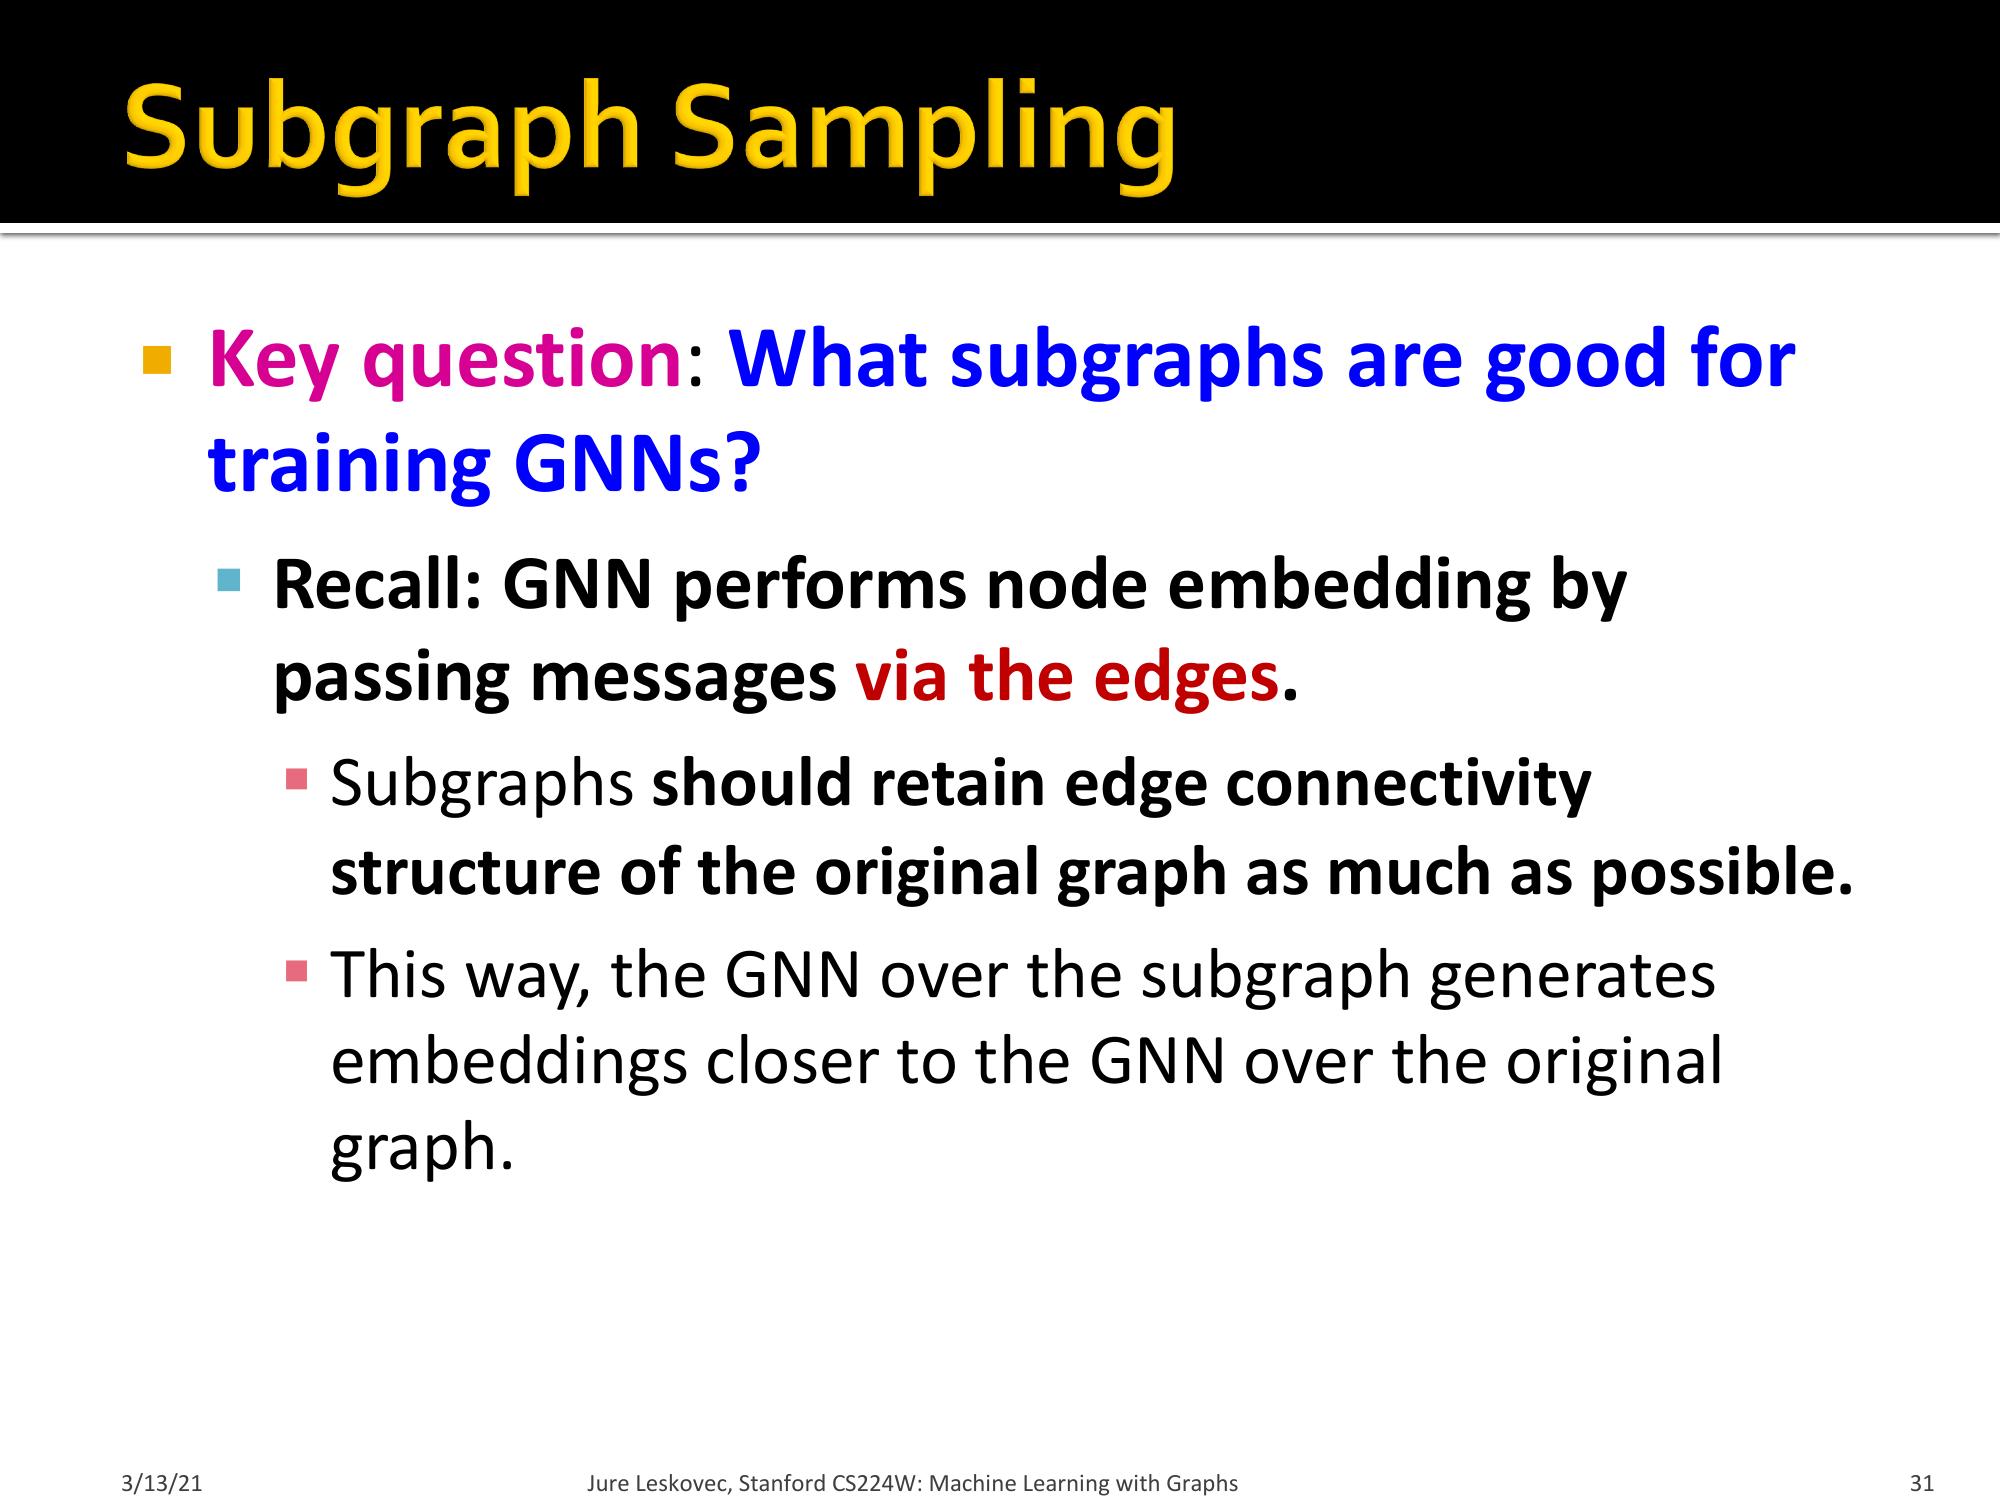 Subgraph Sampling
Key question: What subgraphs are good for
training GNNs?
Recall: GNN performs node embedding by
passing messages via the edges.
Subgraphs should retain edge connectivity
structure of the original graph as much as possible.
This way, the GNN over the subgraph generates
embeddings closer to the GNN over the original
graph.
3/13/21
Jure Leskovec, Stanford CS224W: Machine Learning with Graphs
31